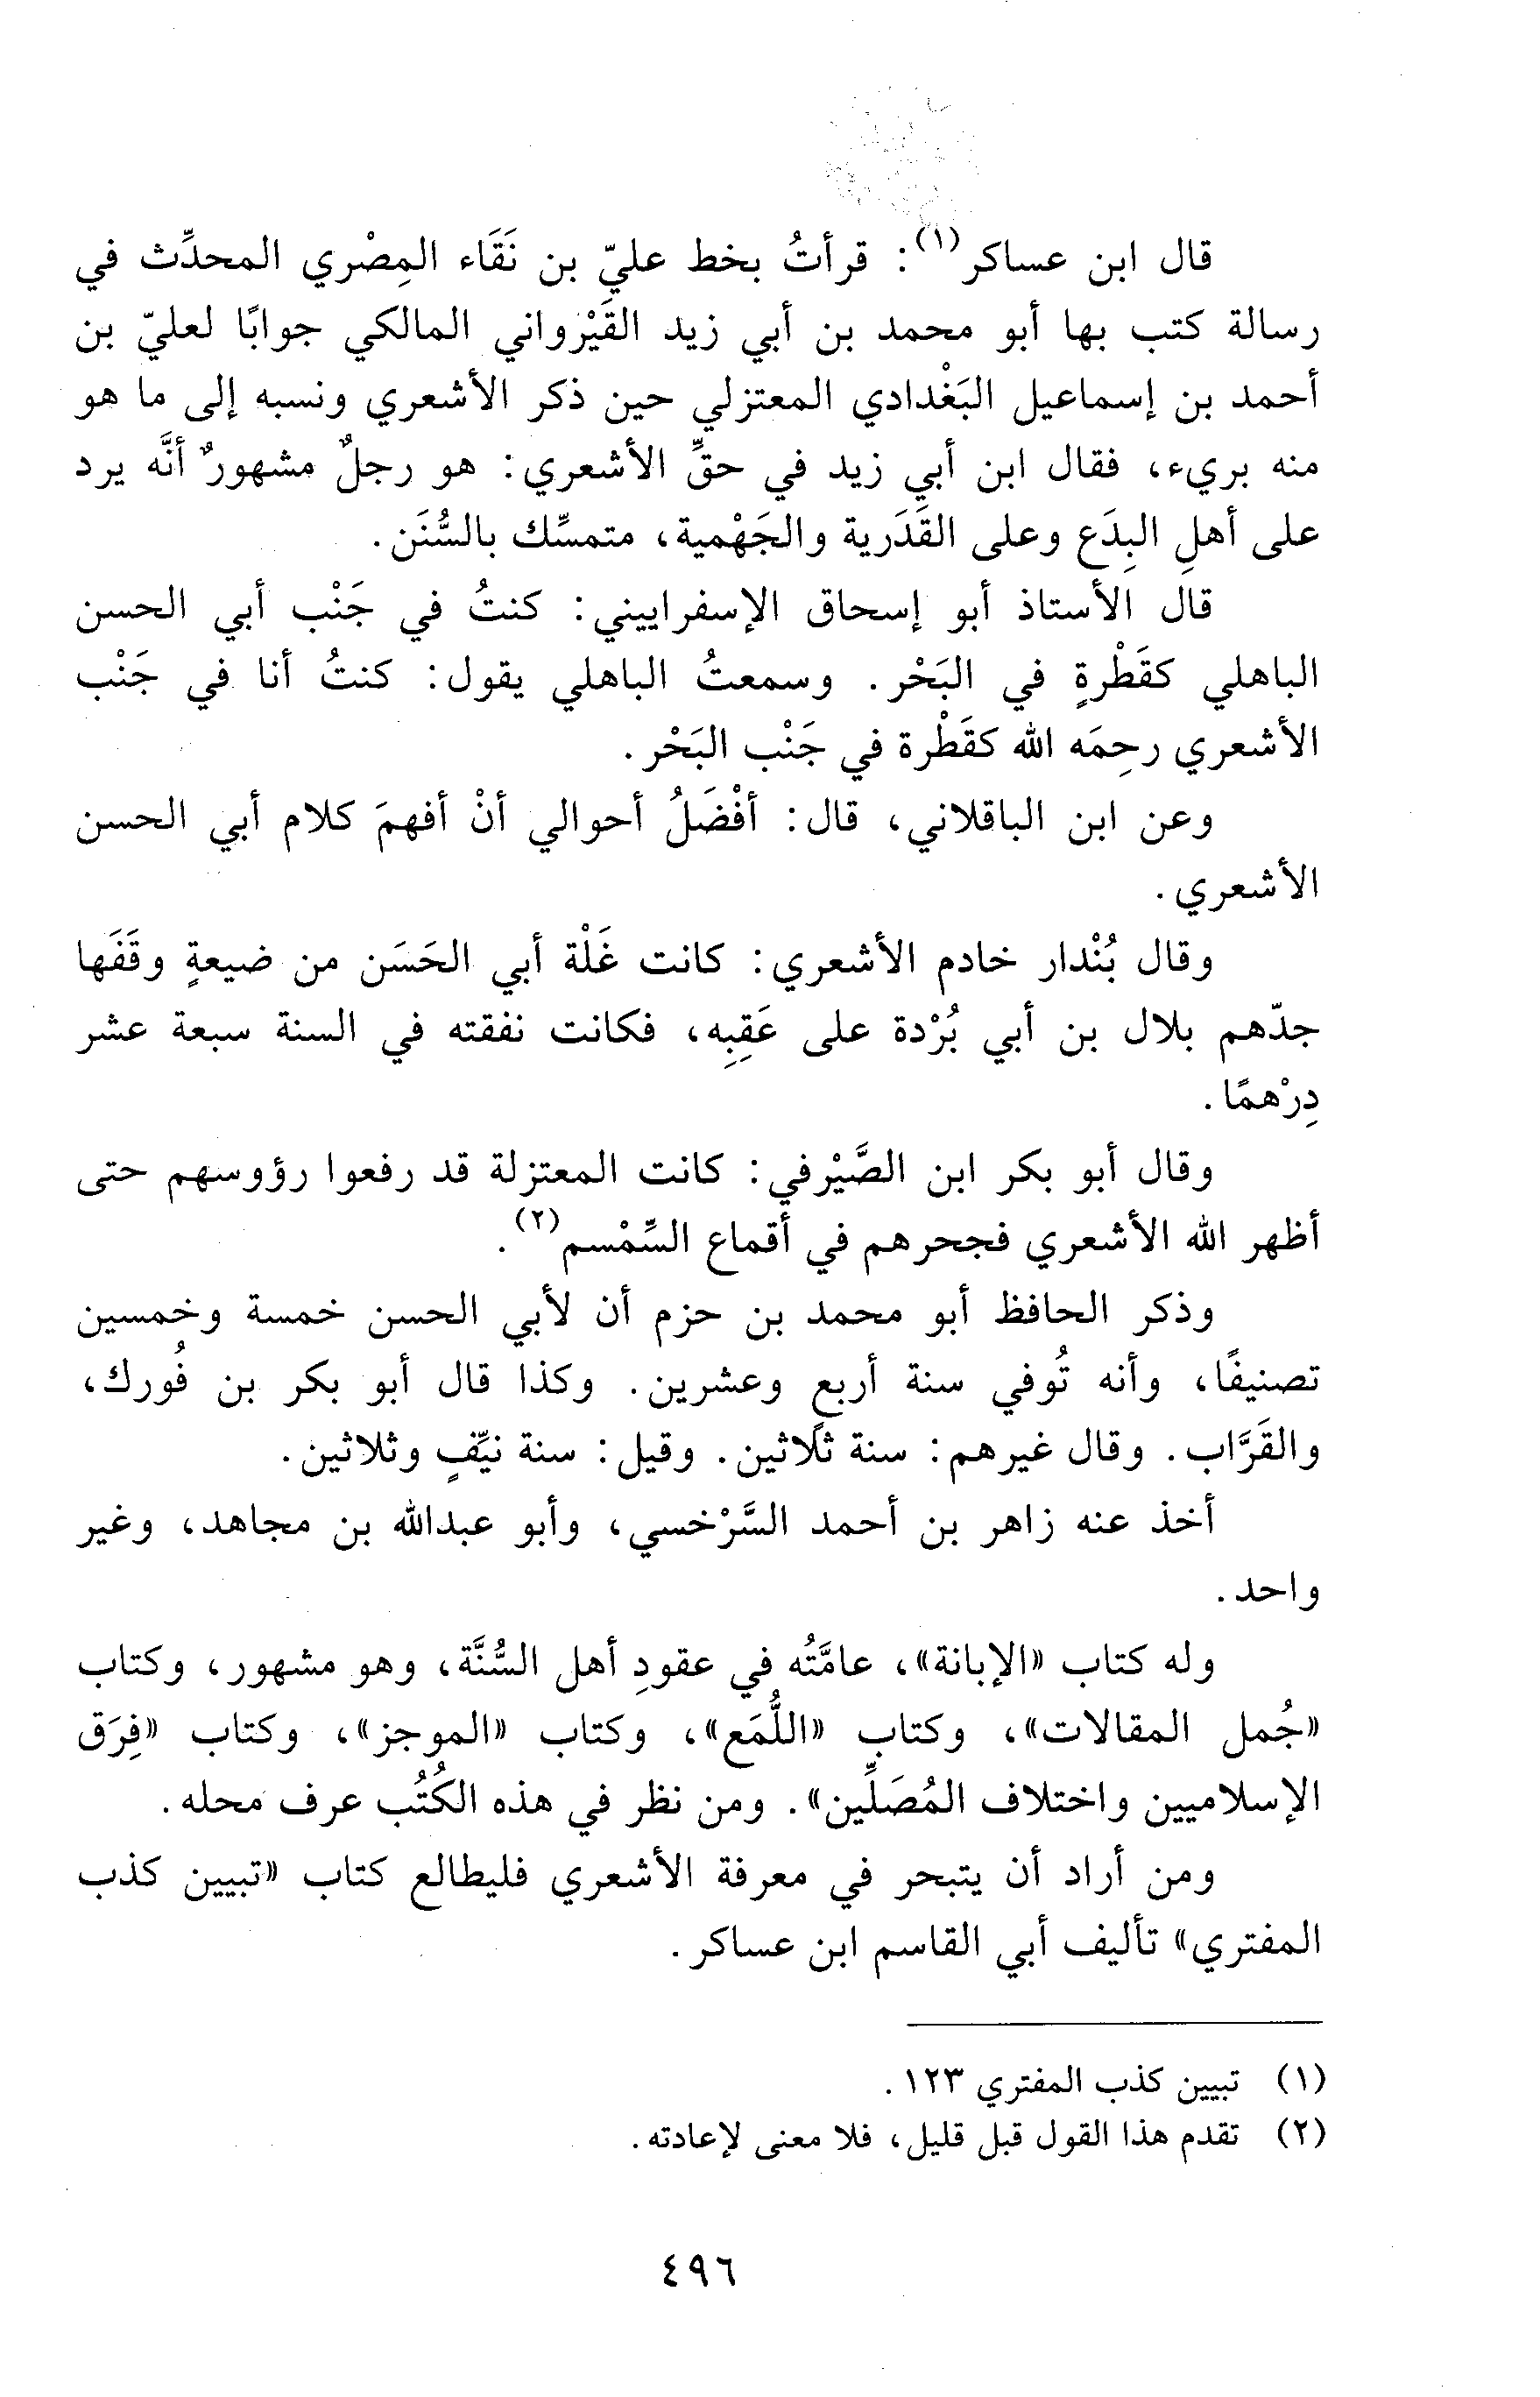 قال ابن عساكر(١): قرأتُ بخط عليّ بن نَقَاء المِصْري المحدِّث في
رسالة كتب بها أبو محمد بن أبي زيد القَيْرواني المالكي جوابًا لعليّ بن
أحمد بن إسماعيل البَغْدادي المعتزلي حين ذكر الأشعري ونسبه إلى ما هو
منه بريء، فقال ابن أبي زيد في حقِّ الأشعري: هو رجلٌ مشهورٌ أنَّه يرد
على أهلِ البِدَع وعلى القَدَرية والجَهْمية، متمسِّك بالسُّنَن.
قال الأستاذ أبو إسحاق الإسفراييني: كنتُ في جَنْب أبي الحسن
الباهلي كقَطْرةٍ في البَحْر. وسمعتُ الباهلي يقول: كنتُ أنا في جَنْب
الأشعري رحِمَه الله كقَطْرة في جَنْب البَحْر.
وعن ابن الباقلاني، قال: أفْضَلُ أحوالي أنْ أفهمَ كلام أبي الحسن
الأشعري.
وقال بُنْدار خادم الأشعري: كانت غَلْة أبي الحَسَن من ضيعةٍ وقَفَها
جدّهم بلال بن أبي بُرْدة على عَقِبِه، فكانت نفقته في السنة سبعة عشر
دِرْهمًا.
وقال أبو بكر ابن الصَّيْرفي: كانت المعتزلة قد رفعوا رؤوسهم حتى
أظهر الله الأشعري فجحرهم في أقماع السِّمْسم(٢).
وذكر الحافظ أبو محمد بن حزم أن لأبي الحسن خمسة وخمسين
تصنيفًا، وأنه تُوفي سنة أربع وعشرين. وكذا قال أبو بكر بن فُورك،
والقَرَّاب. وقال غيرهم: سنة ثلاثين. وقيل: سنة نيِّفٍ وثلاثين.
أخذ عنه زاهر بن أحمد السَّرْخسي، وأبو عبدالله بن مجاهد، وغير
واحد.
وله كتاب «الإبانة»، عامَّتُه في عقودِ أهل السُّنَّة، وهو مشهور، وكتاب
«جُمل المقالات»، وكتاب «اللُّمَع»، وكتاب «الموجز»، وكتاب «فِرَق
الإسلاميين واختلاف المُصَلِّين». ومن نظر في هذه الكُتُب عرف محله.
ومن أراد أن يتبحر في معرفة الأشعري فليطالع كتاب «تبيين كذب
المفتري» تأليف أبي القاسم ابن عساكر.
(١) تبيين كذب المفتري ١٢٣.
(٢) تقدم هذا القول قبل قليل، فلا معنى لإعادته.
٤٩٦